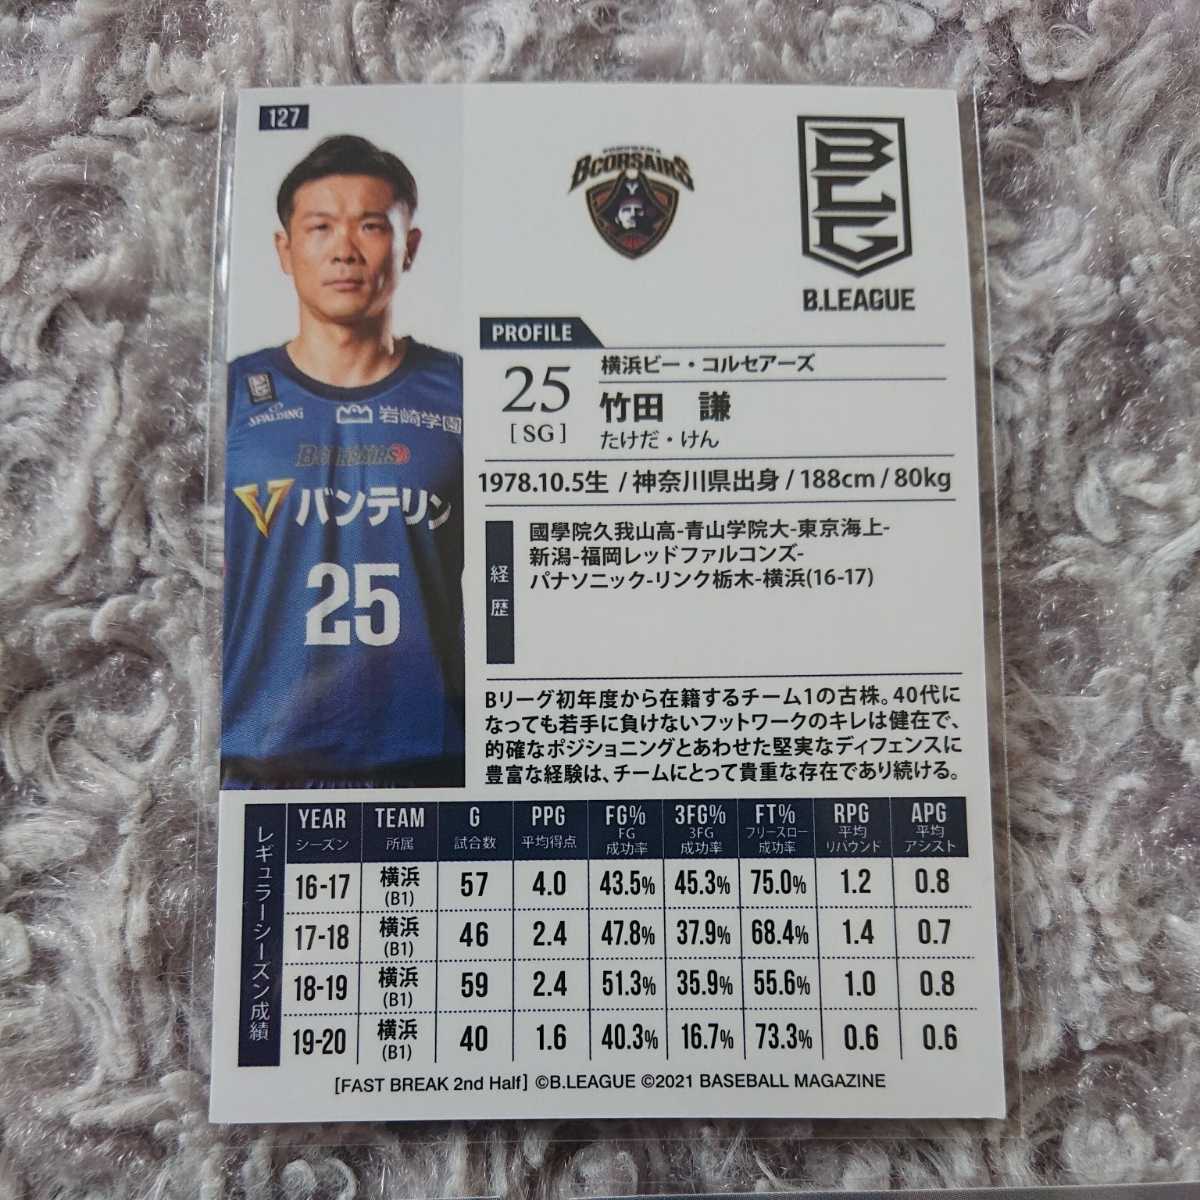 127
YOKOHAMA
BCORSAIRS
BLG
B.LEAGUE
PROFILE
25
[SG]
横浜ビー・コルセアーズ
竹田 謙
たけだ・けん
1978.10.5生 / 神奈川県出身 / 188cm / 80kg
SPALDING
岩崎学園
BCORSAIRS
バンテリン
25
経歴
國學院久我山高-青山学院大-東京海上-
新潟-福岡レッドファルコンズ-
パナソニック-リンク栃木-横浜(16-17)
Bリーグ初年度から在籍するチーム1の古株。40代に
なっても若手に負けないフットワークのキレは健在で、
的確なポジショニングとあわせた堅実なディフェンスに
豊富な経験は、チームにとって貴重な存在であり続ける。
レギュラーシーズン成績
YEAR TEAM G PPG FG% 3FG% FT% RPG APG
シーズン 所属 試合数 平均得点 FG成功率 3FG成功率 フリースロー成功率 平均リバウンド 平均アシスト
16-17 横浜(B1) 57 4.0 43.5% 45.3% 75.0% 1.2 0.8
17-18 横浜(B1) 46 2.4 47.8% 37.9% 68.4% 1.4 0.7
18-19 横浜(B1) 59 2.4 51.3% 35.9% 55.6% 1.0 0.8
19-20 横浜(B1) 40 1.6 40.3% 16.7% 73.3% 0.6 0.6
[FAST BREAK 2nd Half] ©B.LEAGUE ©2021 BASEBALL MAGAZINE